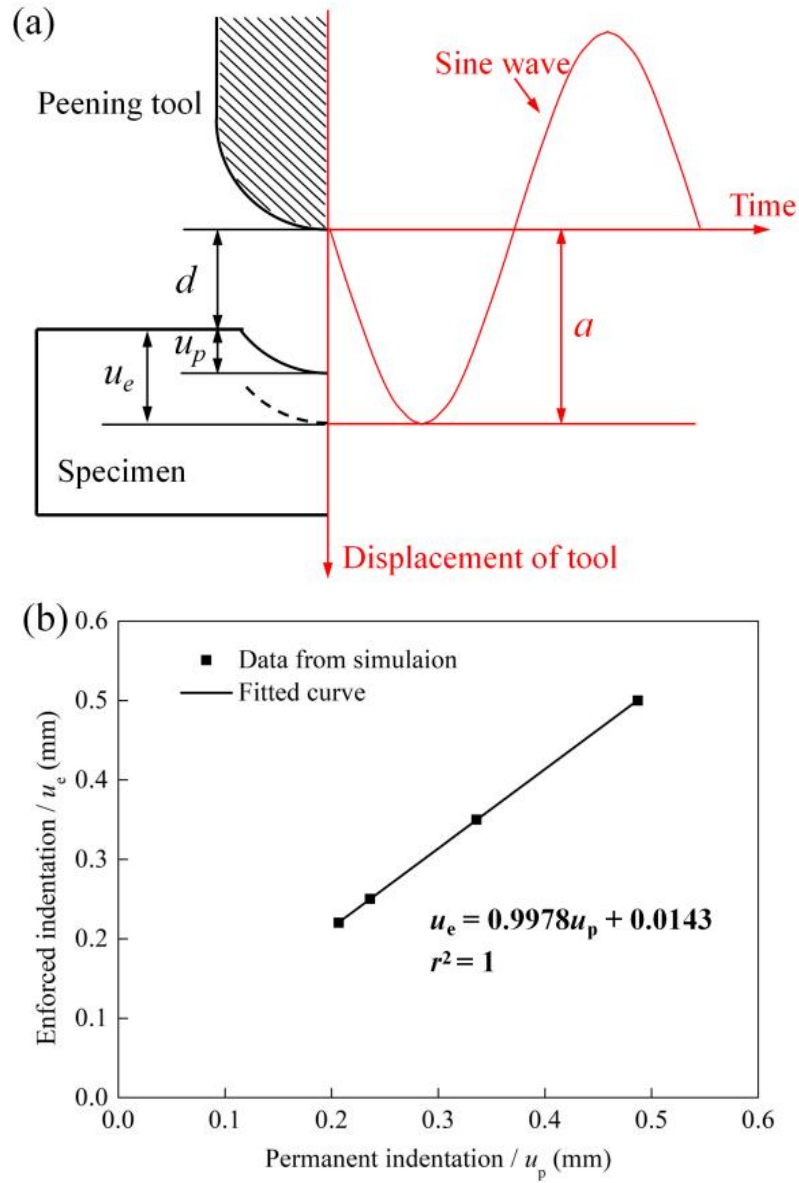 (a)
Sine wave
Peening tool
Time
d
a
u_p
u_e
Specimen
Displacement of tool
(b)
0.6
Data from simulaion
Fitted curve
0.5
0.4
0.3
0.2
0.1
0.0
Enforced indentation / u_e (mm)
u_e = 0.9978u_p + 0.0143
r² = 1
0.0 0.1 0.2 0.3 0.4 0.5 0.6
Permanent indentation / u_p (mm)